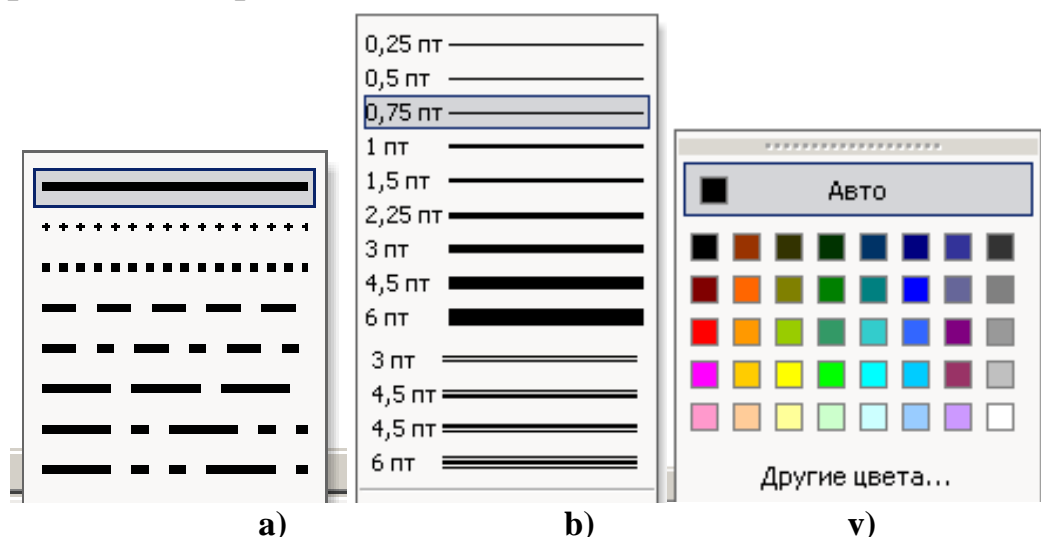 0,25 пт
0,5 пт
0,75 пт
1 пт
1,5 пт
2,25 пт
3 пт
4,5 пт
6 пт
3 пт
4,5 пт
4,5 пт
6 пт
Авто
Другие цвета...
a) b) v)